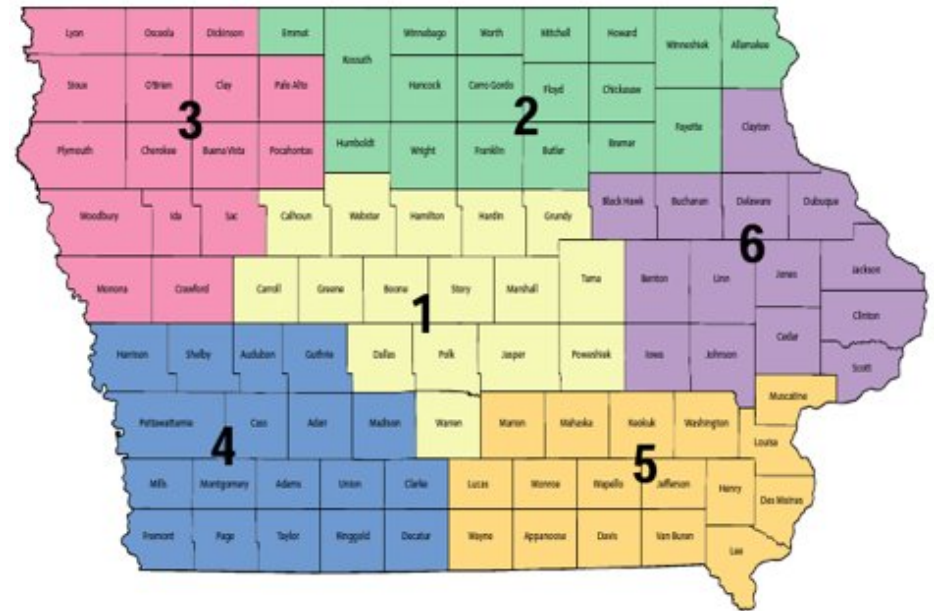 Lyon Osceola Dickinson Emmet Kossuth Winnebago Worth Mitchell Howard Winneshiek Allamakee
Sioux O'Brien Clay Palo Alto Hancock Cerro Gordo Floyd Chickasaw
3 2
Plymouth Cherokee Buena Vista Pocahontas Humboldt Wright Franklin Butler Bremer Fayette Clayton
Woodbury Ida Sac Calhoun Webster Hamilton Hardin Grundy Black Hawk Buchanan Delaware Dubuque
6
Monona Crawford Carroll Greene Boone Story Marshall Tama Benton Linn Jones Jackson
1
Harrison Shelby Audubon Guthrie Dallas Polk Jasper Poweshiek Iowa Johnson Cedar Clinton Scott
Pottawattamie Cass Adair Madison Warren Marion Mahaska Keokuk Washington Muscatine Louisa
4 5
Mills Montgomery Adams Union Clarke Lucas Monroe Wapello Jefferson Henry Des Moines
Fremont Page Taylor Ringgold Decatur Wayne Appanoose Davis Van Buren Lee